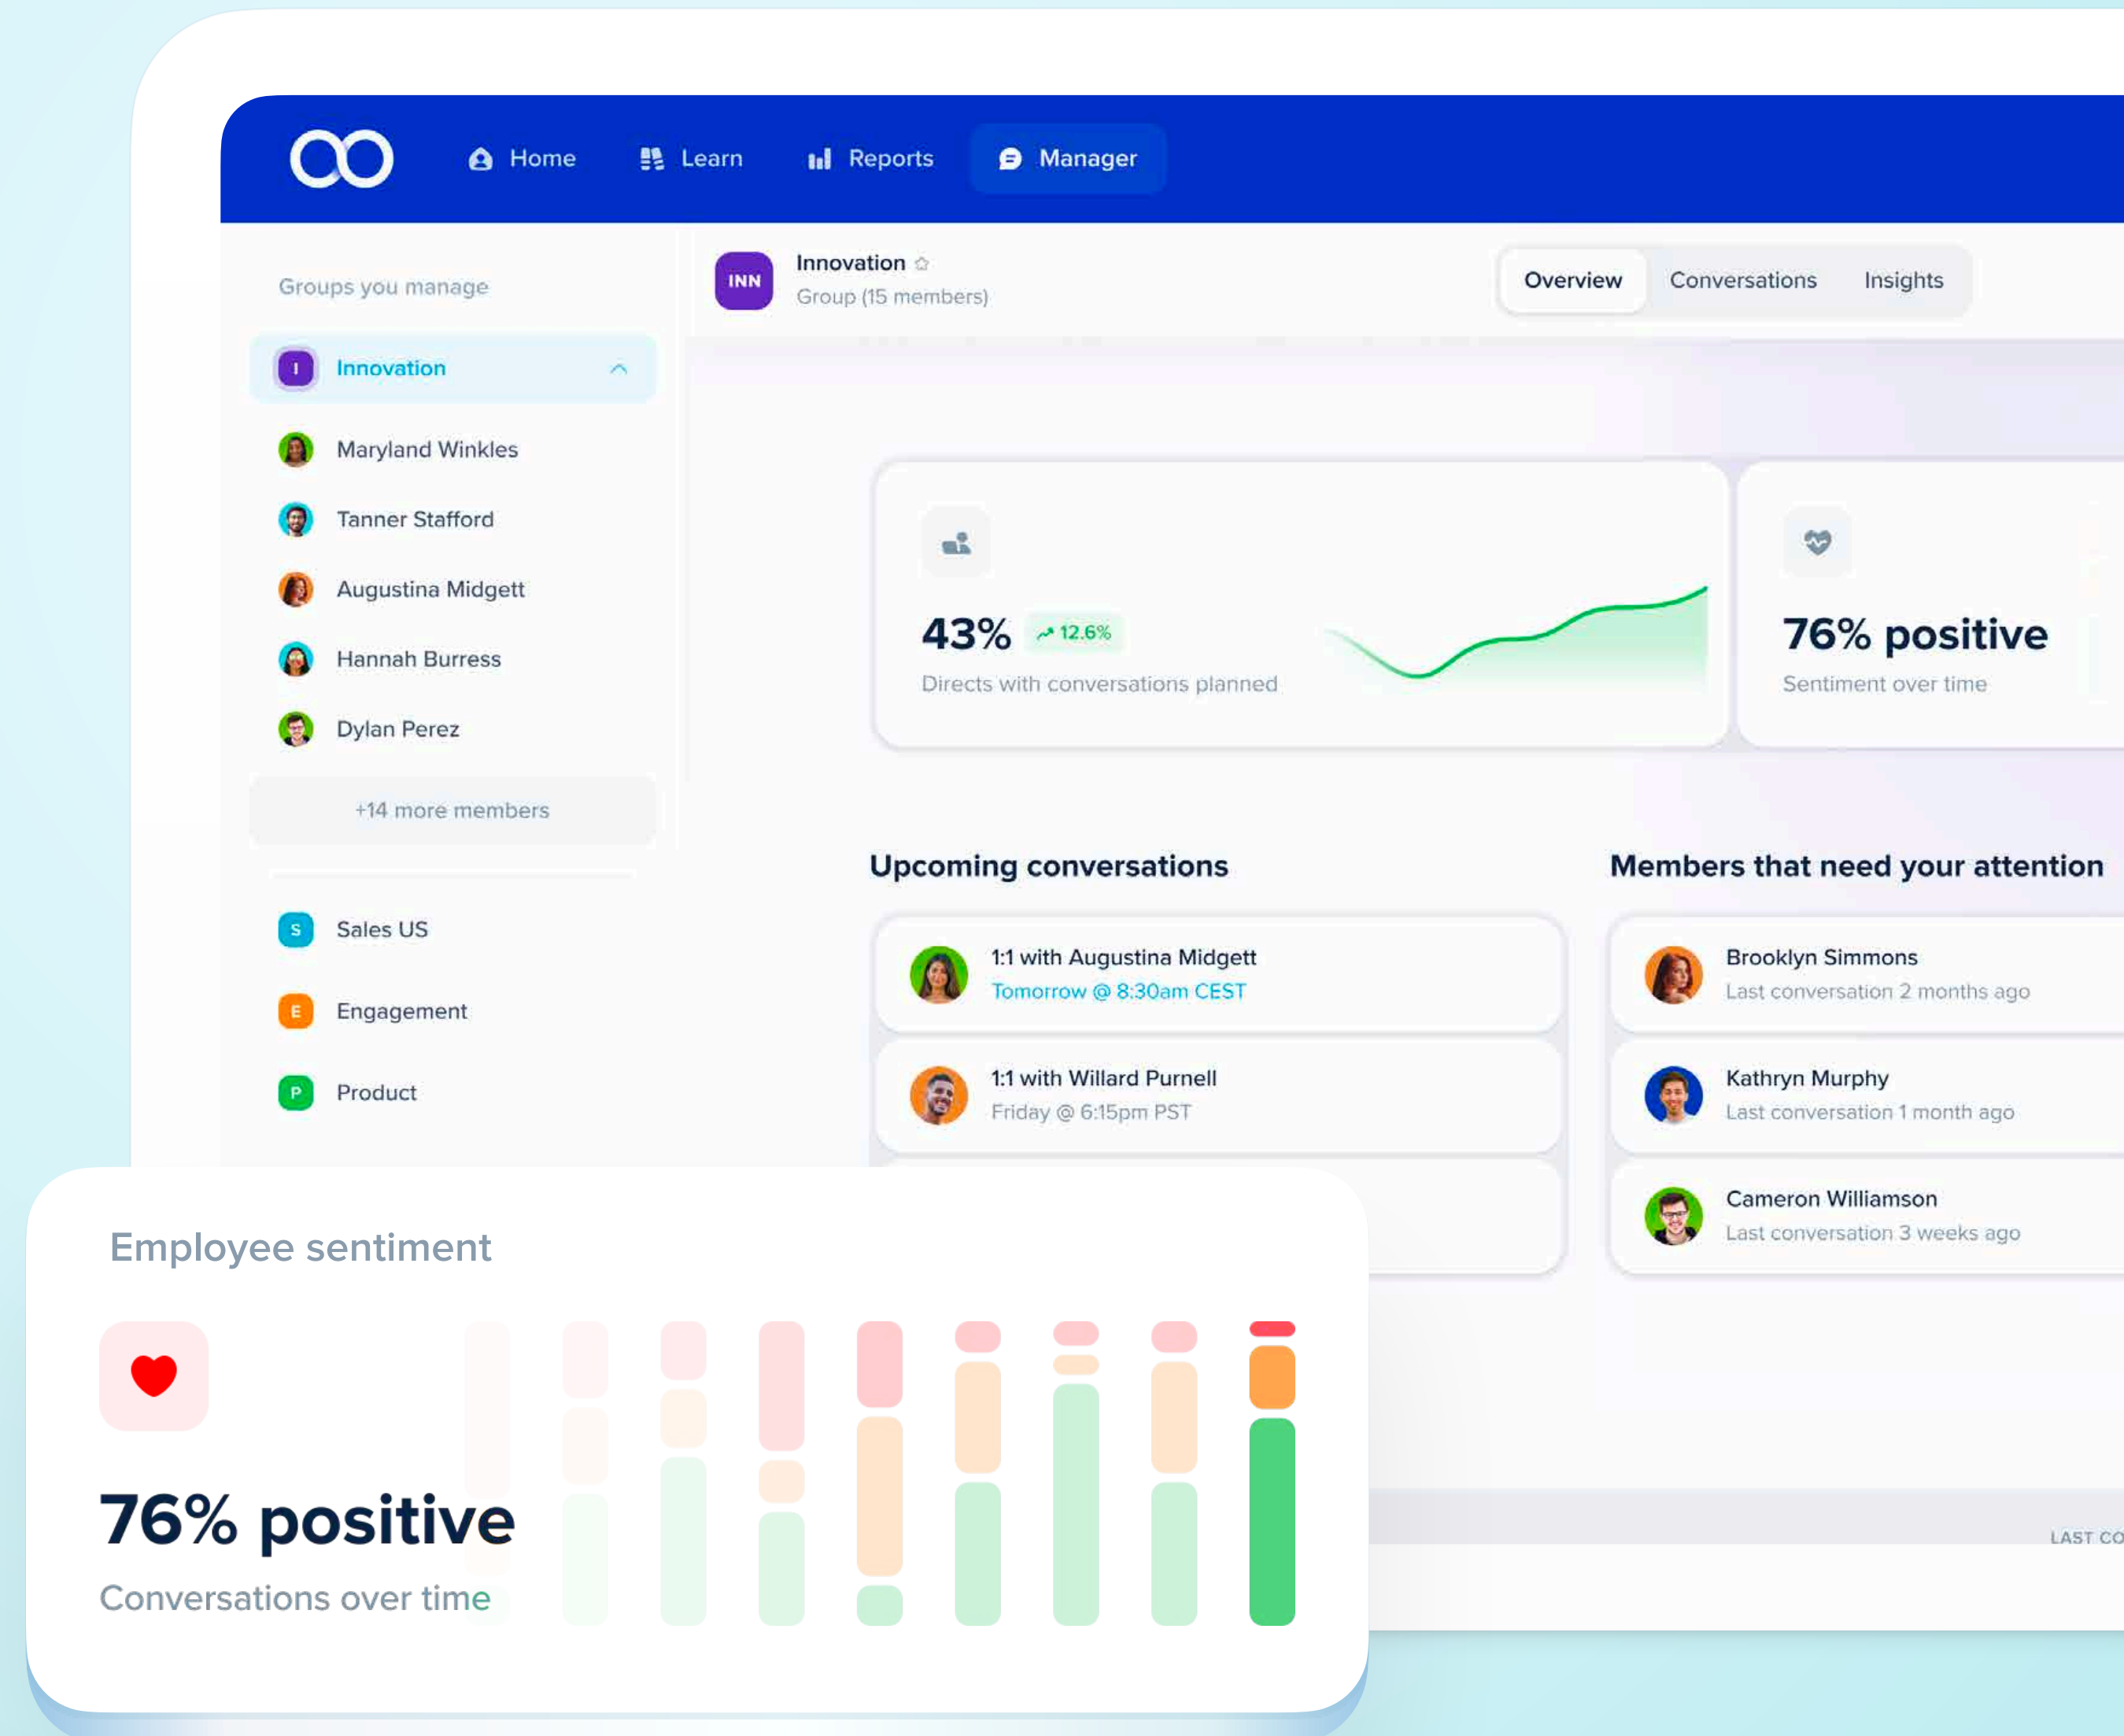 Home
Learn
Reports
Manager
Groups you manage
I
Innovation
Maryland Winkles
Tanner Stafford
Augustina Midgett
Hannah Burress
Dylan Perez
+14 more members
S
Sales US
E
Engagement
P
Product
INN
Innovation
Group (15 members)
Overview
Conversations
Insights
43%
12.6%
Directs with conversations planned
76% positive
Sentiment over time
Upcoming conversations
1:1 with Augustina Midgett
Tomorrow @ 8:30am CEST
1:1 with Willard Purnell
Friday @ 6:15pm PST
Members that need your attention
Brooklyn Simmons
Last conversation 2 months ago
Kathryn Murphy
Last conversation 1 month ago
Cameron Williamson
Last conversation 3 weeks ago
LAST CO
Employee sentiment
76% positive
Conversations over time